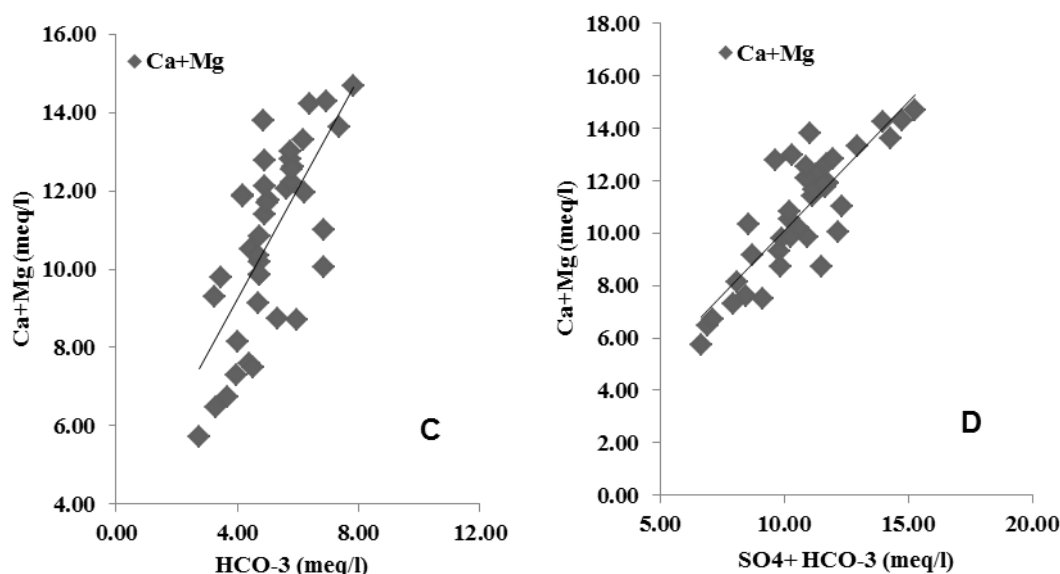 16.00
14.00
12.00
10.00
8.00
6.00
4.00
Ca+Mg (meq/l)
Ca+Mg
C
0.00 4.00 8.00 12.00
HCO-3 (meq/l)
18.00
16.00
14.00
12.00
10.00
8.00
6.00
4.00
2.00
0.00
Ca+Mg (meq/l)
Ca+Mg
D
5.00 10.00 15.00 20.00
SO4+ HCO-3 (meq/l)